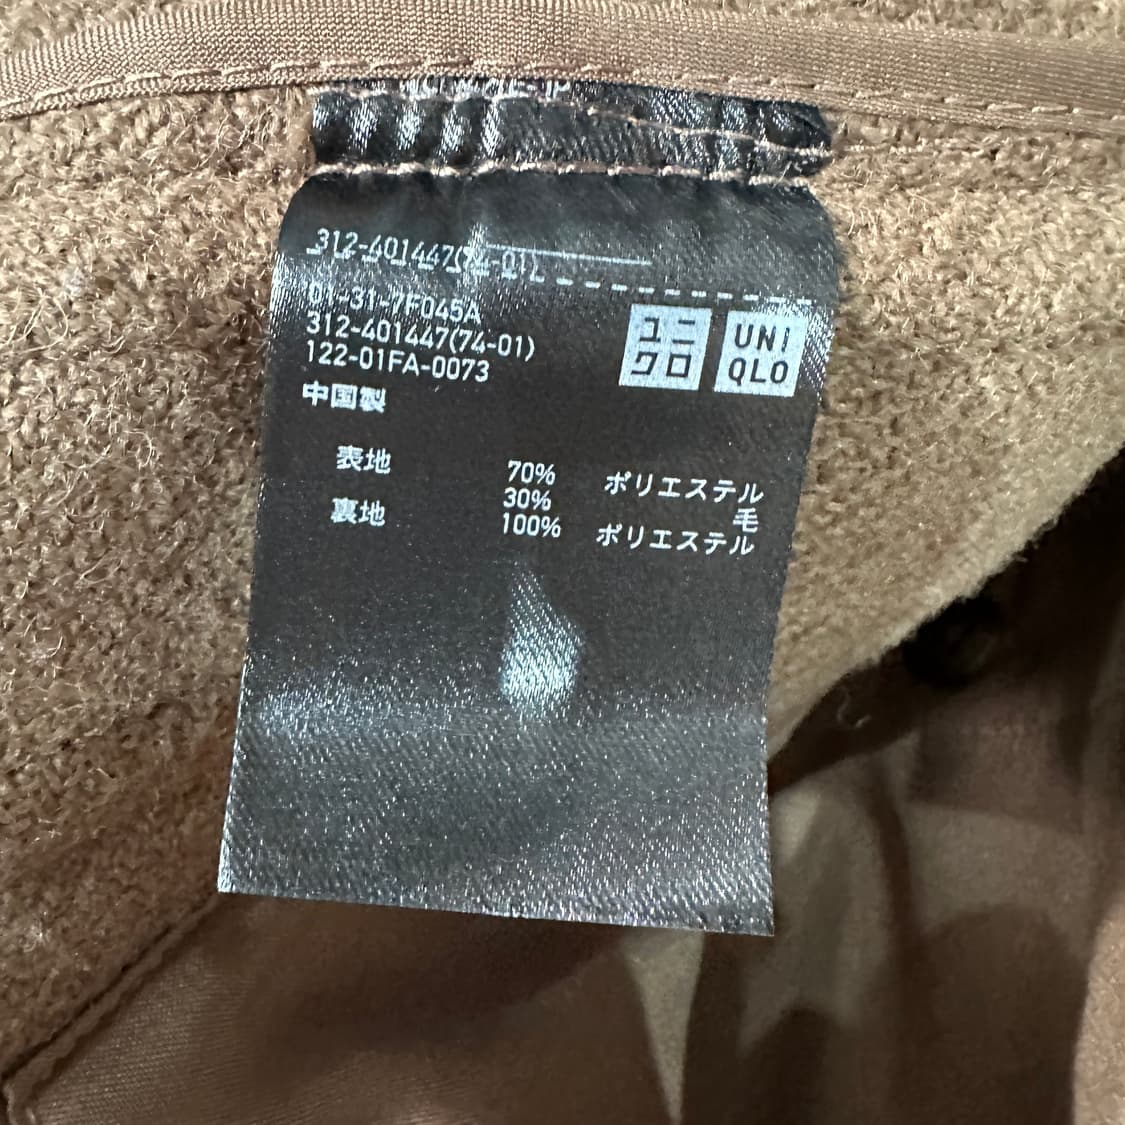 312-401447(74-01)
01-31-7F045A
312-401447(74-01)
122-01FA-0073
中国製
ユニ
クロ
UNI
QLO
表地 70% ポリエステル
30% 毛
裏地 100% ポリエステル